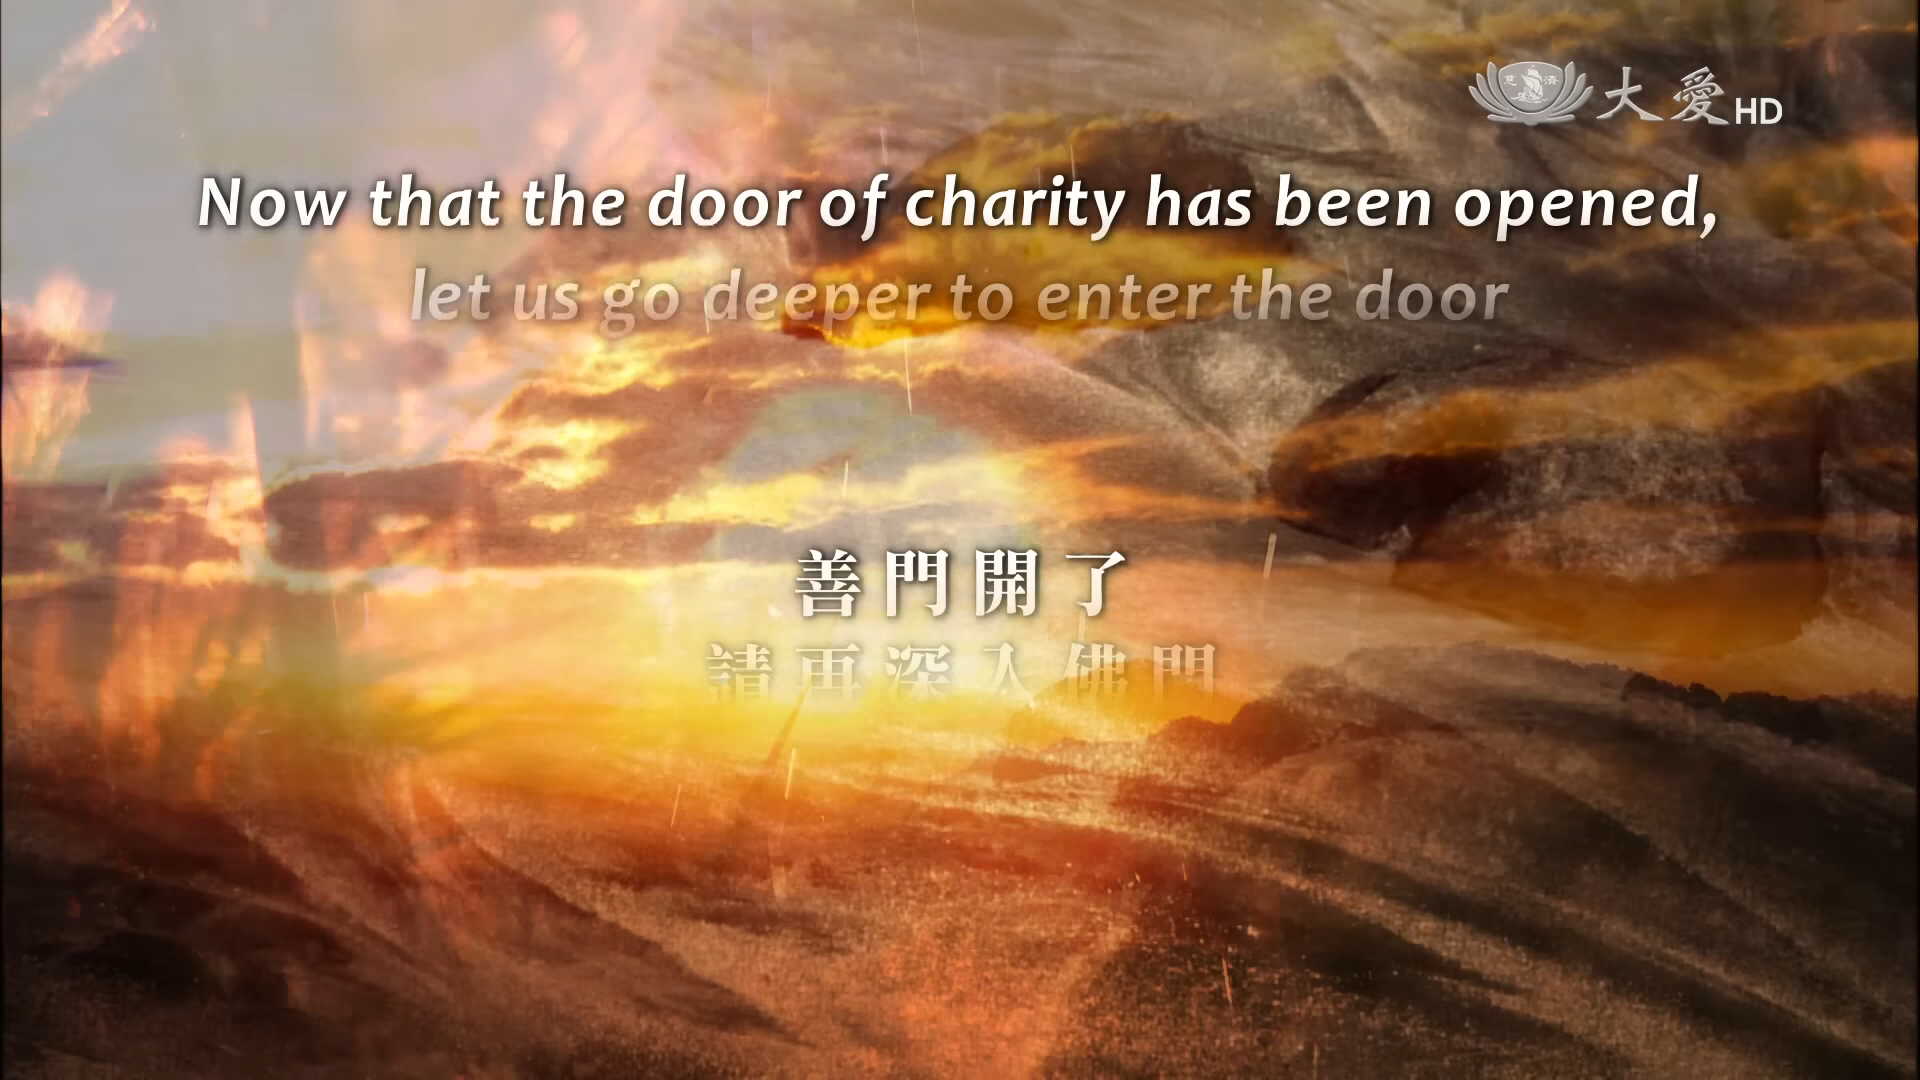 大愛HD
Now that the door of charity has been opened,
let us go deeper to enter the door
善門開了
請再深入佛門